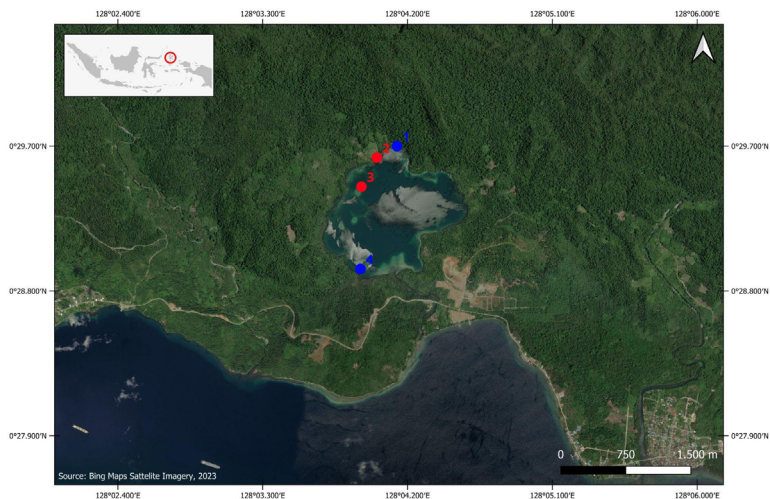 128°02.400'E 128°03.300'E 128°04.200'E 128°05.100'E 128°06.000'E
0°29.700'N 0°29.700'N
1
2
3
4
0°28.800'N 0°28.800'N
0°27.900'N 0°27.900'N
0 750 1.500 m
Source: Bing Maps Sattelite Imagery, 2023
128°02.400'E 128°03.300'E 128°04.200'E 128°05.100'E 128°06.000'E